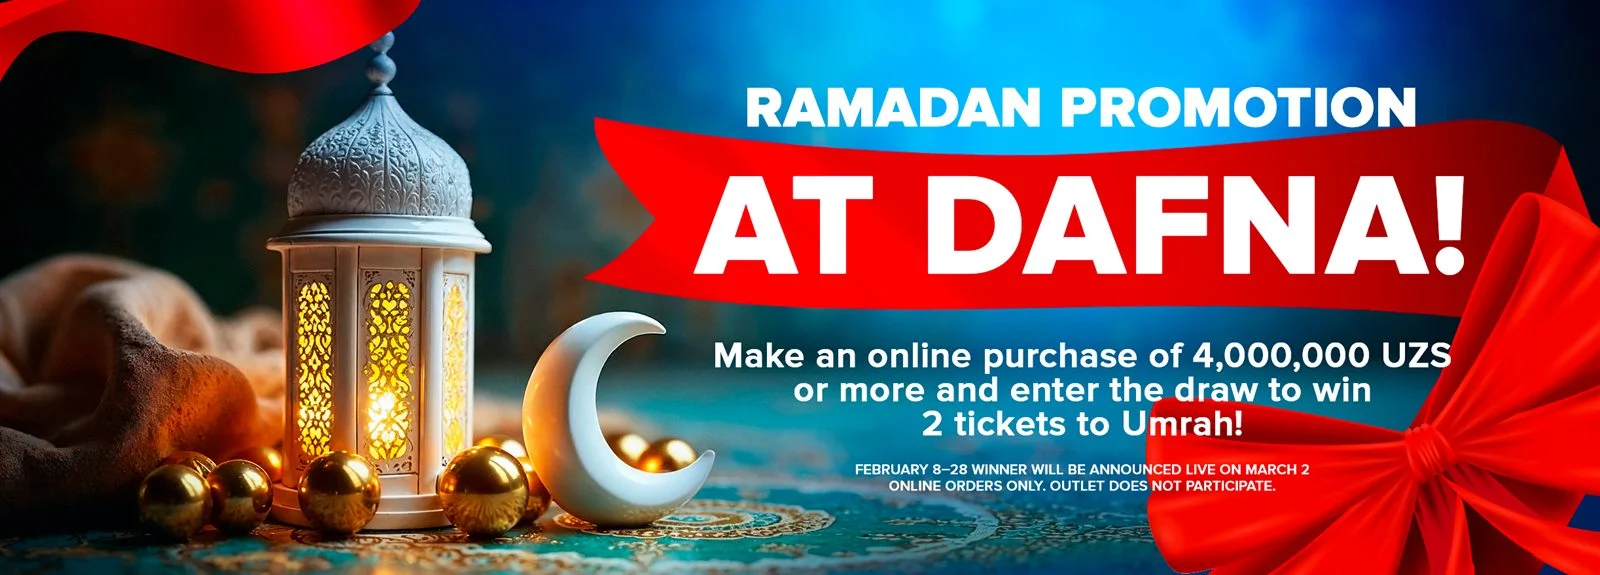 RAMADAN PROMOTION
AT DAFNA!
Make an online purchase of 4,000,000 UZS
or more and enter the draw to win
2 tickets to Umrah!
FEBRUARY 8–28 WINNER WILL BE ANNOUNCED LIVE ON MARCH 2
ONLINE ORDERS ONLY. OUTLET DOES NOT PARTICIPATE.